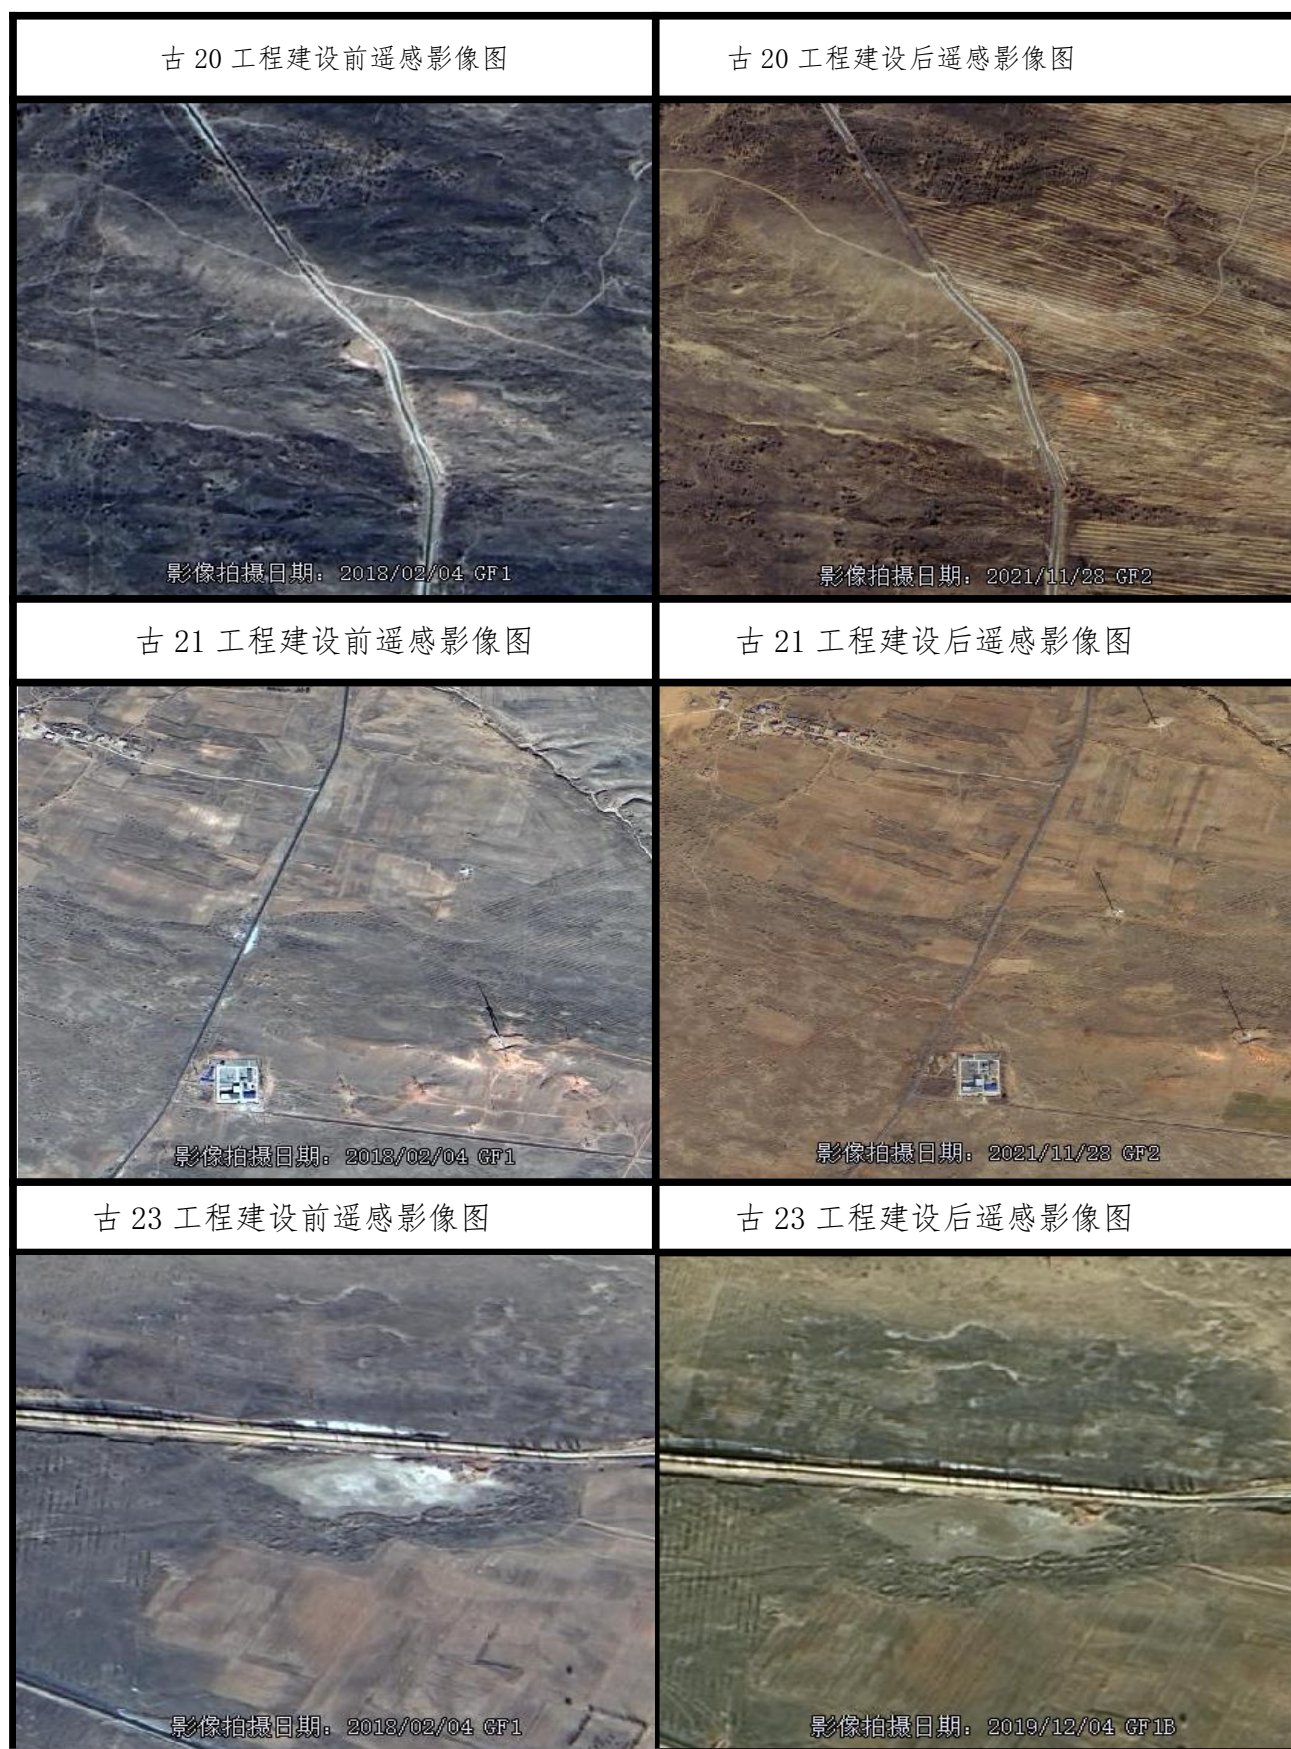 古 20 工程建设前遥感影像图
古 20 工程建设后遥感影像图
影像拍摄日期：2018/02/04 GF1
影像拍摄日期：2021/11/28 GF2
古 21 工程建设前遥感影像图
古 21 工程建设后遥感影像图
影像拍摄日期：2018/02/04 GF1
影像拍摄日期：2021/11/28 GF2
古 23 工程建设前遥感影像图
古 23 工程建设后遥感影像图
影像拍摄日期：2018/02/04 GF1
影像拍摄日期：2019/12/04 GF1B